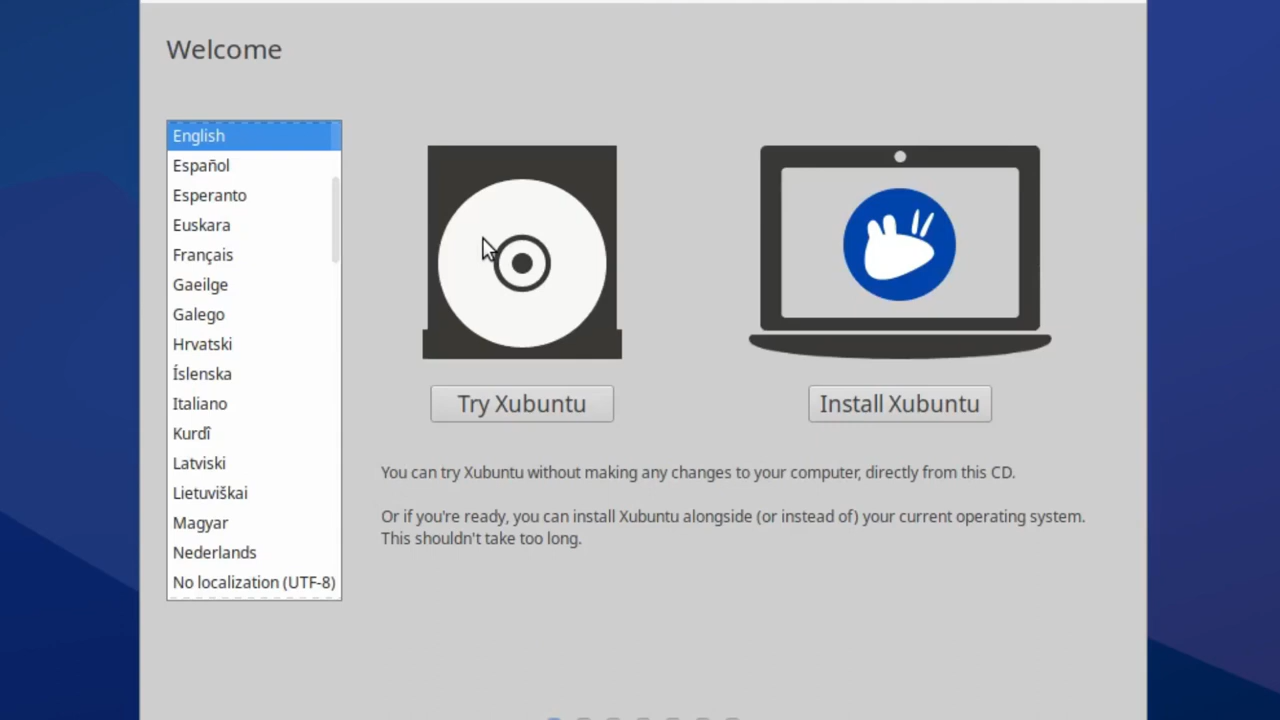 Welcome
English
Español
Esperanto
Euskara
Français
Gaeilge
Galego
Hrvatski
Íslenska
Italiano
Kurdî
Latviski
Lietuviškai
Magyar
Nederlands
No localization (UTF-8)
Try Xubuntu
Install Xubuntu
You can try Xubuntu without making any changes to your computer, directly from this CD.
Or if you're ready, you can install Xubuntu alongside (or instead of) your current operating system.
This shouldn't take too long.